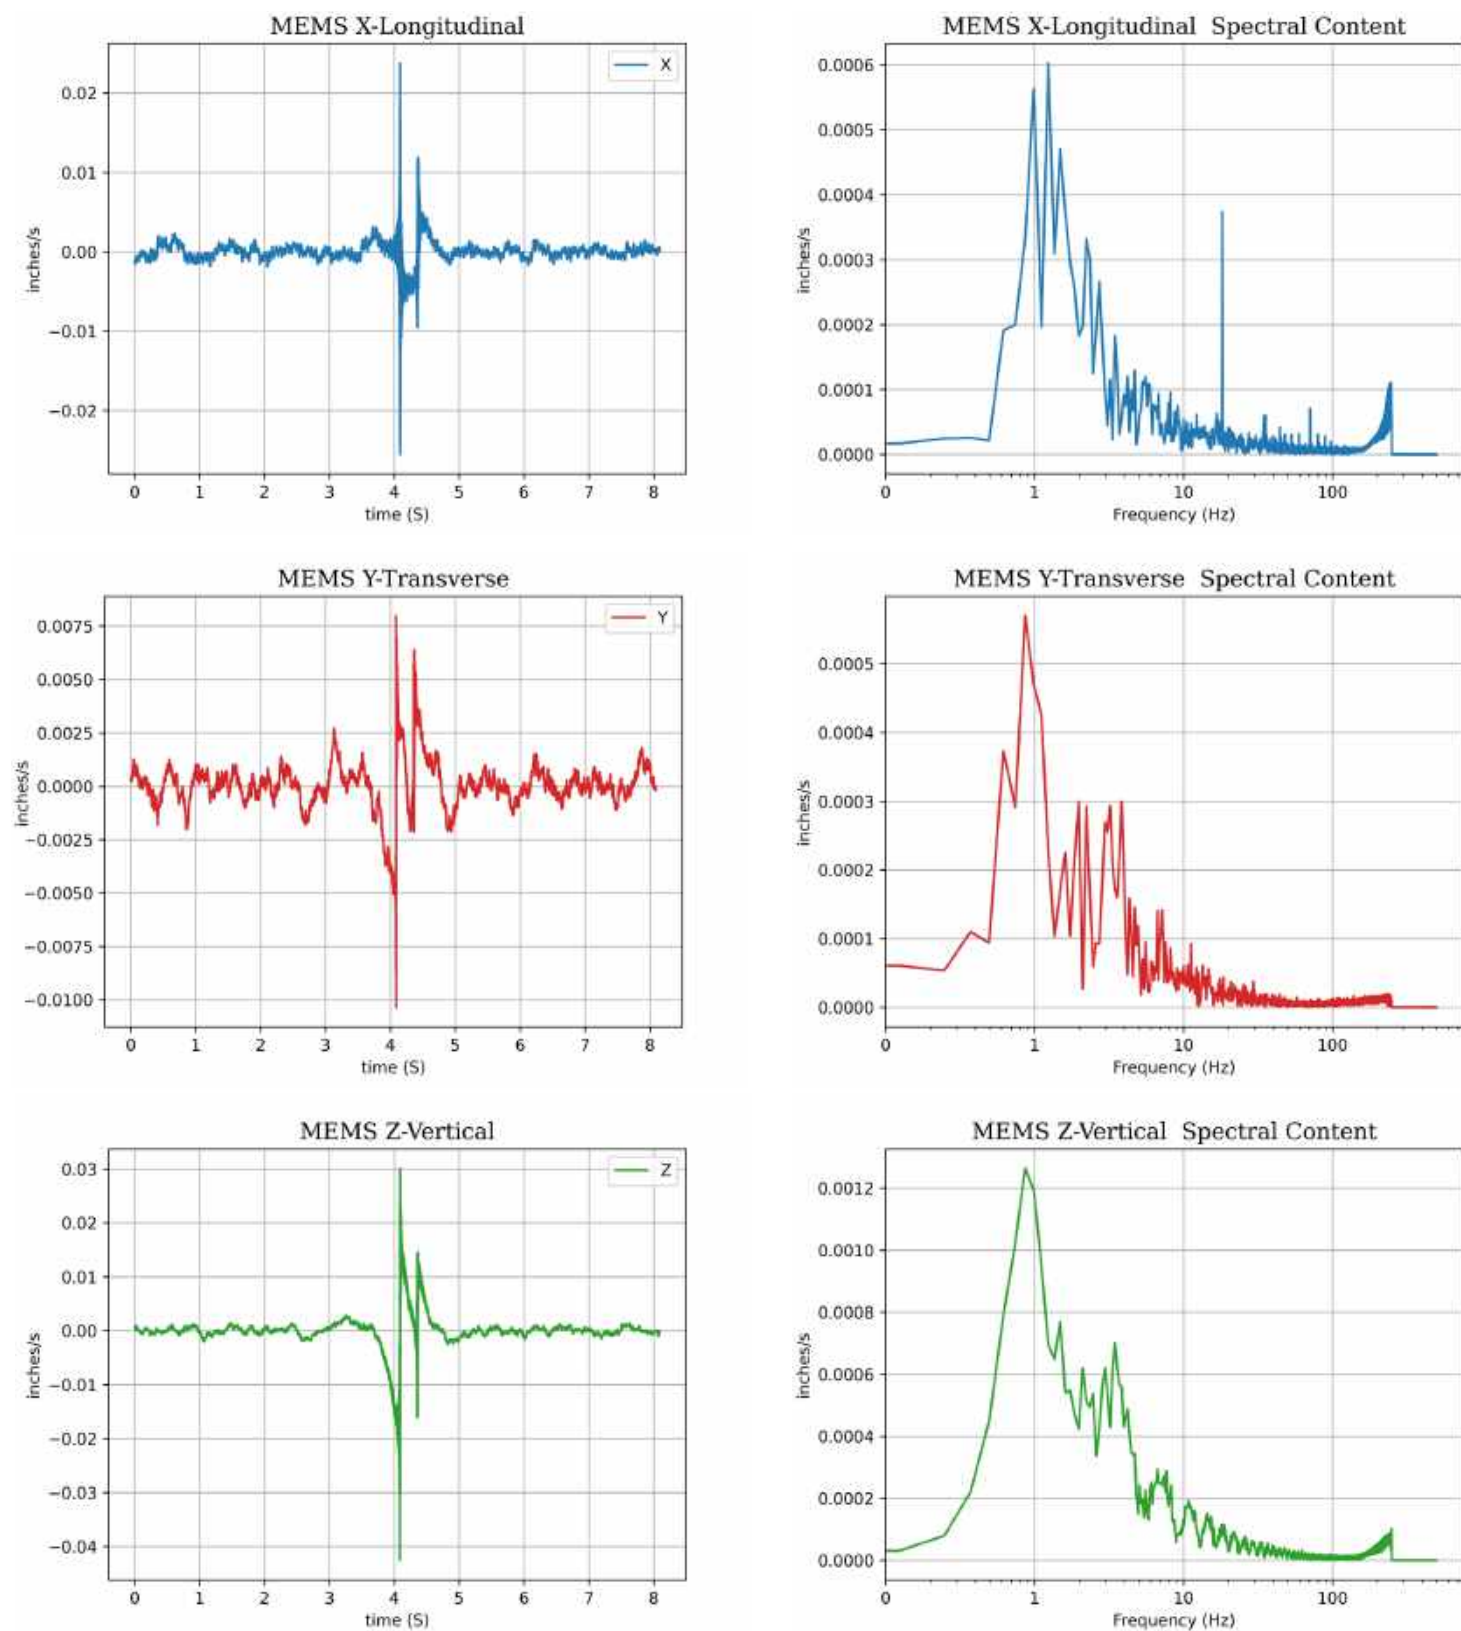 MEMS X-Longitudinal
X
inches/s
0.02
0.01
0.00
−0.01
−0.02
0 1 2 3 4 5 6 7 8
time (S)
MEMS X-Longitudinal Spectral Content
inches/s
0.0006
0.0005
0.0004
0.0003
0.0002
0.0001
0.0000
0 1 10 100
Frequency (Hz)
MEMS Y-Transverse
Y
inches/s
0.0075
0.0050
0.0025
0.0000
−0.0025
−0.0050
−0.0075
−0.0100
0 1 2 3 4 5 6 7 8
time (S)
MEMS Y-Transverse Spectral Content
inches/s
0.0005
0.0004
0.0003
0.0002
0.0001
0.0000
0 1 10 100
Frequency (Hz)
MEMS Z-Vertical
Z
inches/s
0.03
0.02
0.01
0.00
−0.01
−0.02
−0.03
−0.04
0 1 2 3 4 5 6 7 8
time (S)
MEMS Z-Vertical Spectral Content
inches/s
0.0012
0.0010
0.0008
0.0006
0.0004
0.0002
0.0000
0 1 10 100
Frequency (Hz)